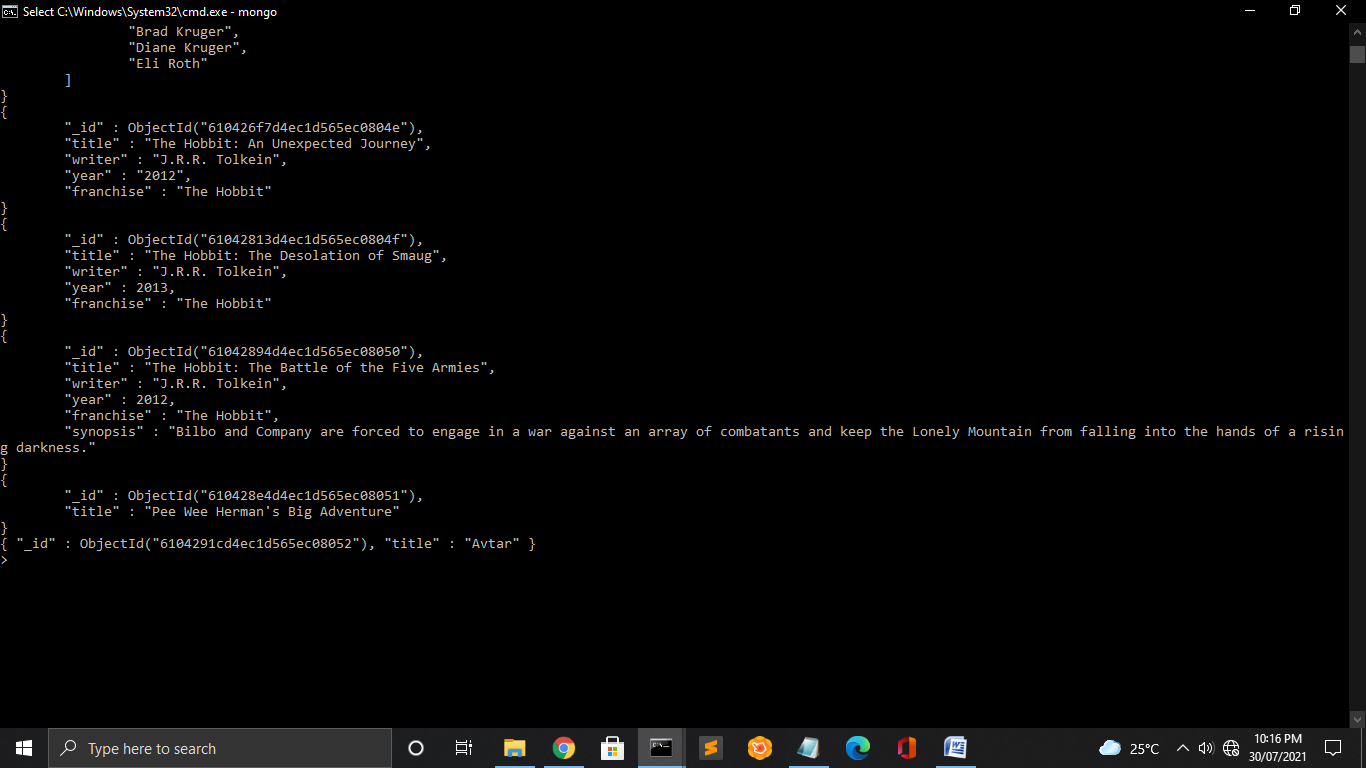 Select C:\Windows\System32\cmd.exe - mongo
"Brad Kruger",
"Diane Kruger",
"Eli Roth"
]
}
{
"_id" : ObjectId("610426f7d4ec1d565ec0804e"),
"title" : "The Hobbit: An Unexpected Journey",
"writer" : "J.R.R. Tolkein",
"year" : "2012",
"franchise" : "The Hobbit"
}
{
"_id" : ObjectId("61042813d4ec1d565ec0804f"),
"title" : "The Hobbit: The Desolation of Smaug",
"writer" : "J.R.R. Tolkein",
"year" : 2013,
"franchise" : "The Hobbit"
}
{
"_id" : ObjectId("61042894d4ec1d565ec08050"),
"title" : "The Hobbit: The Battle of the Five Armies",
"writer" : "J.R.R. Tolkein",
"year" : 2012,
"franchise" : "The Hobbit",
"synopsis" : "Bilbo and Company are forced to engage in a war against an array of combatants and keep the Lonely Mountain from falling into the hands of a risin
g darkness."
}
{
"_id" : ObjectId("610428e4d4ec1d565ec08051"),
"title" : "Pee Wee Herman's Big Adventure"
}
{ "_id" : ObjectId("6104291cd4ec1d565ec08052"), "title" : "Avtar" }
>
Type here to search
25°C
10:16 PM
30/07/2021